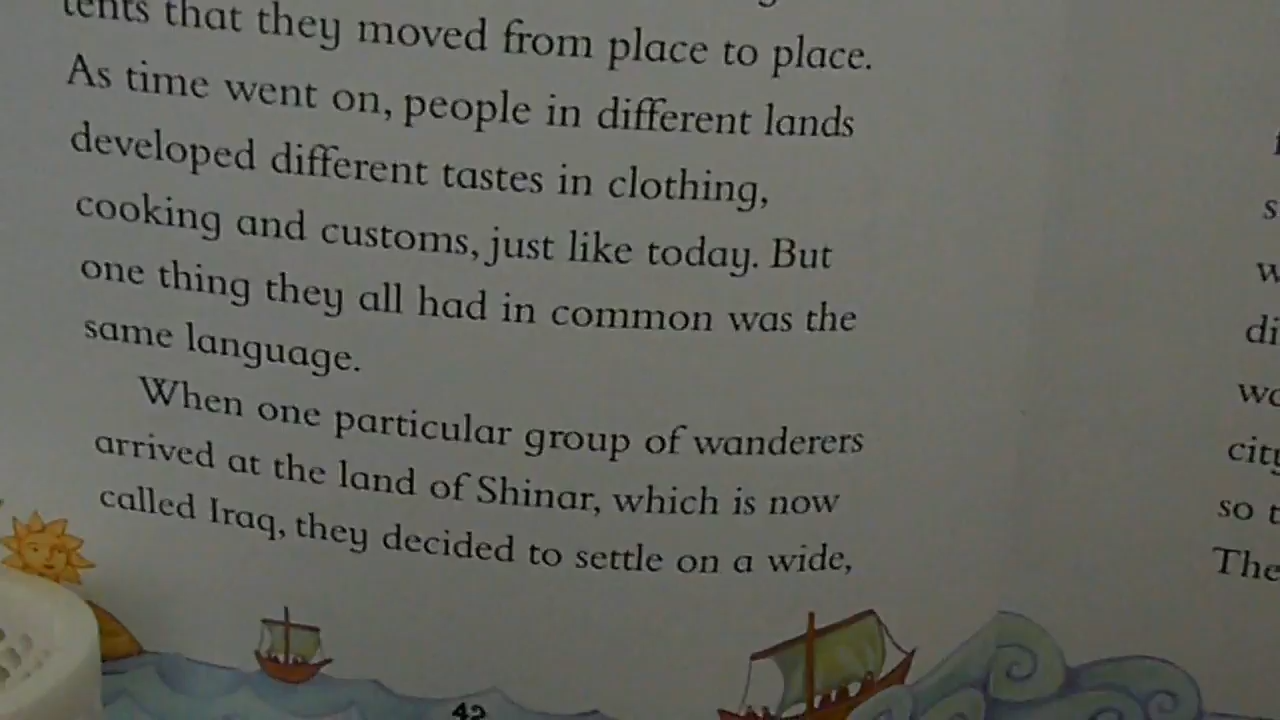 tents that they moved from place to place.
As time went on, people in different lands
developed different tastes in clothing,
cooking and customs, just like today. But
one thing they all had in common was the
same language.
When one particular group of wanderers
arrived at the land of Shinar, which is now
called Iraq, they decided to settle on a wide,
42
s
w
di
wo
city
so t
The